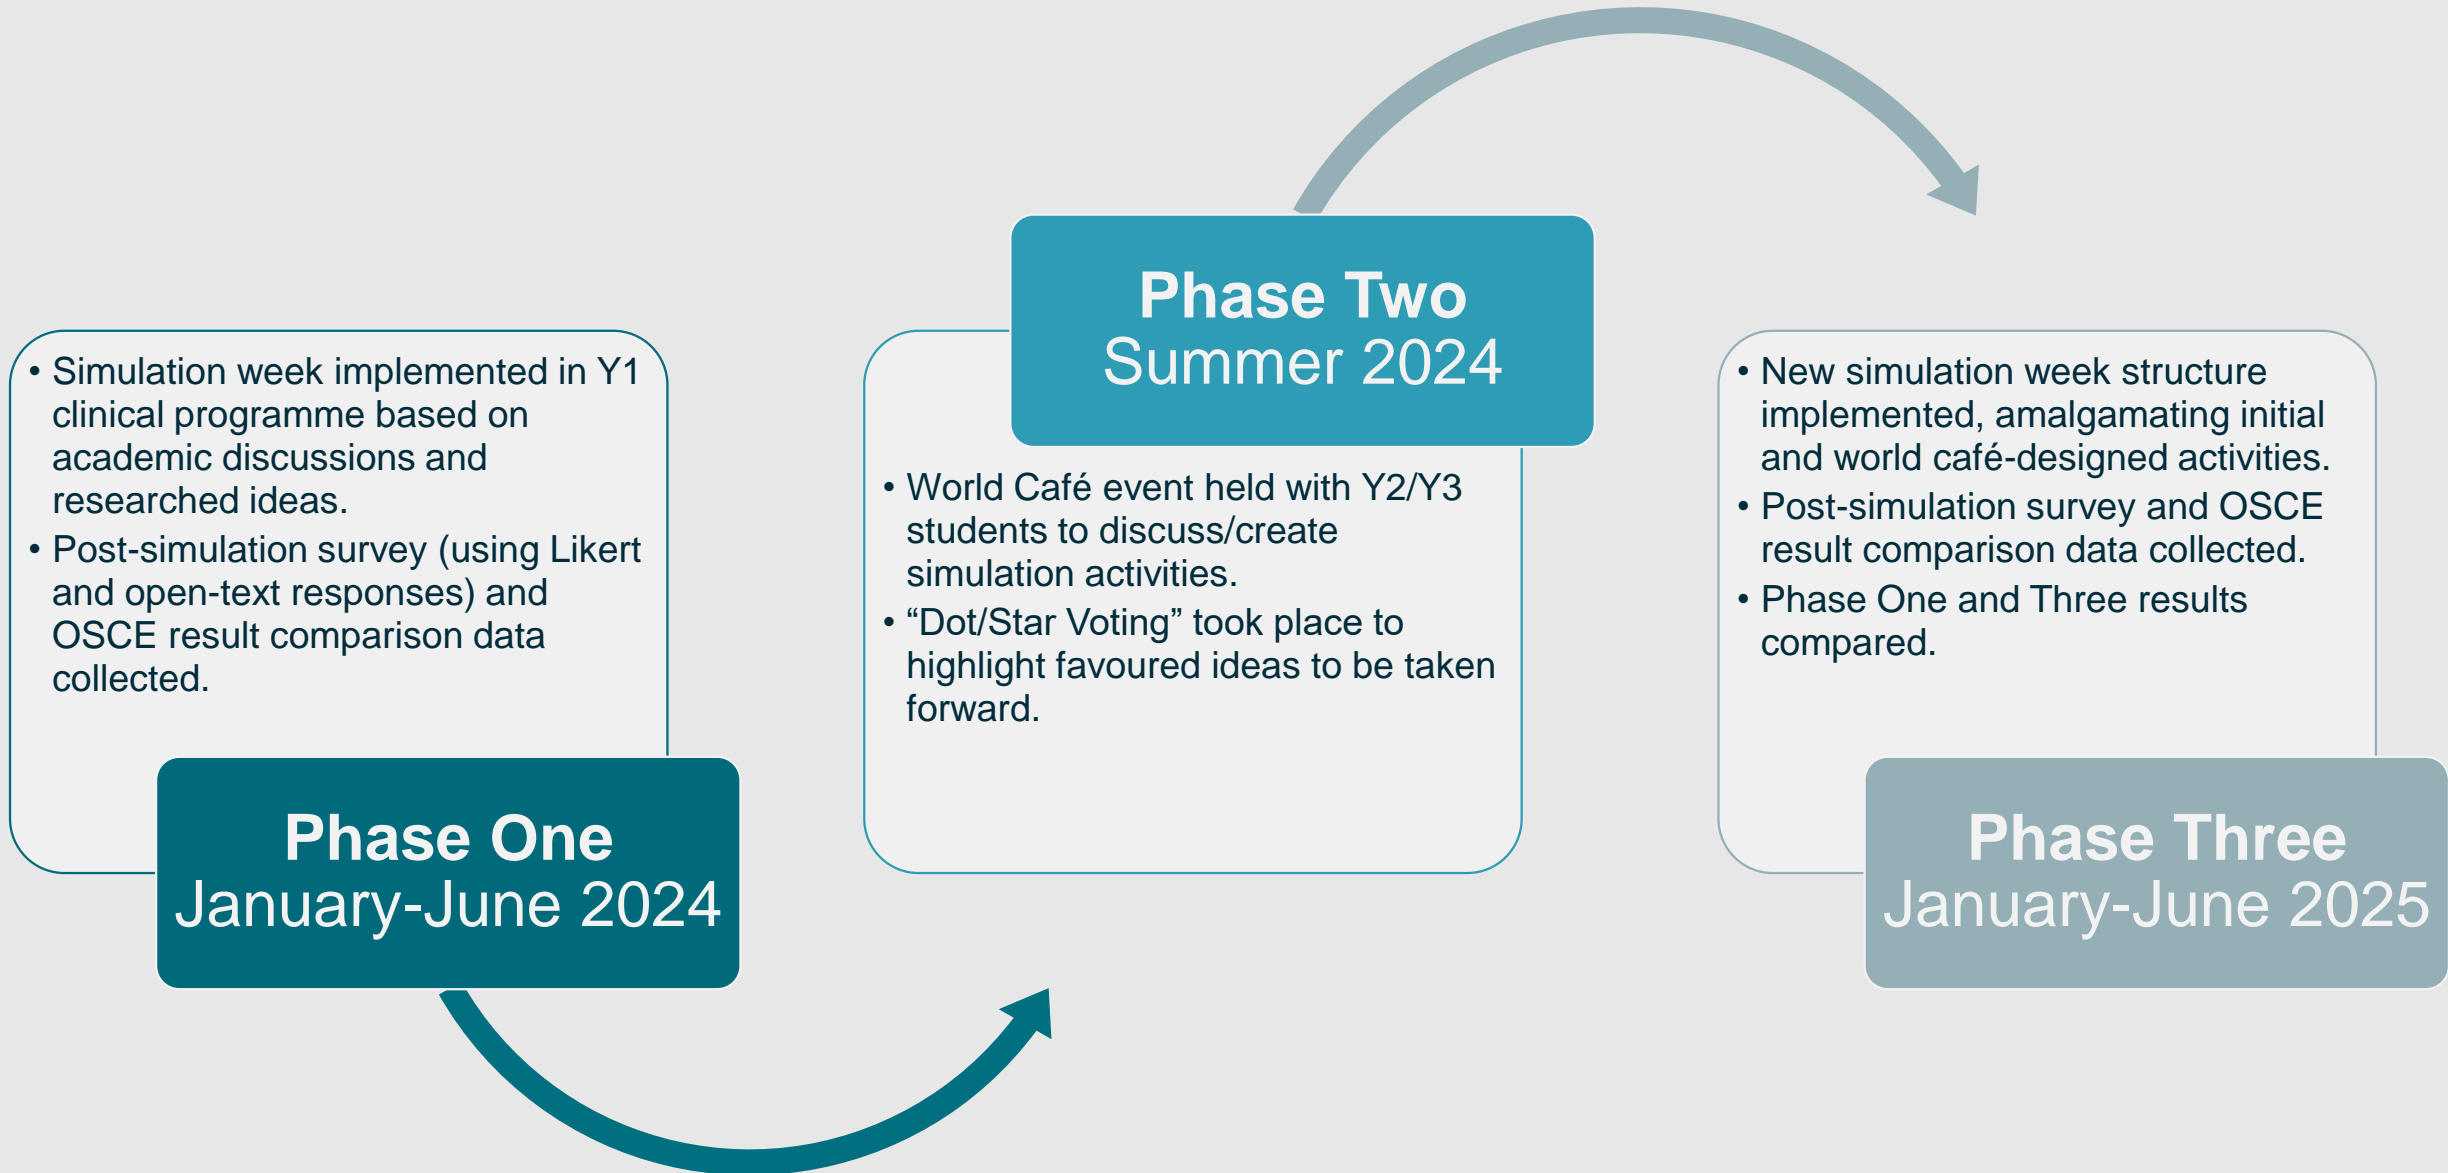 • Simulation week implemented in Y1
clinical programme based on
academic discussions and
researched ideas.
• Post-simulation survey (using Likert
and open-text responses) and
OSCE result comparison data
collected.
Phase One
January-June 2024
Phase Two
Summer 2024
• World Café event held with Y2/Y3
students to discuss/create
simulation activities.
• “Dot/Star Voting” took place to
highlight favoured ideas to be taken
forward.
• New simulation week structure
implemented, amalgamating initial
and world café-designed activities.
• Post-simulation survey and OSCE
result comparison data collected.
• Phase One and Three results
compared.
Phase Three
January-June 2025